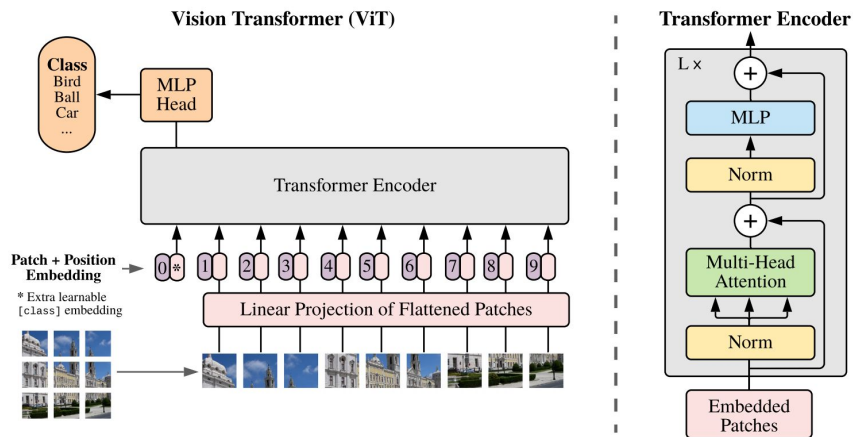 Vision Transformer (ViT)
Class
Bird
Ball
Car
...
MLP
Head
Transformer Encoder
Patch + Position
Embedding
0 * 1 2 3 4 5 6 7 8 9
* Extra learnable
[class] embedding
Linear Projection of Flattened Patches
Transformer Encoder
L ×
+
MLP
Norm
+
Multi-Head
Attention
Norm
Embedded
Patches